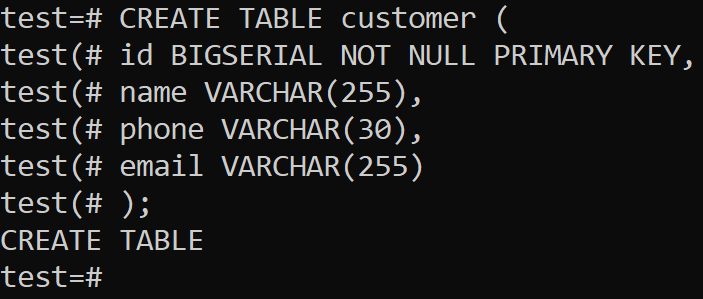 test=# CREATE TABLE customer (
test(# id BIGSERIAL NOT NULL PRIMARY KEY,
test(# name VARCHAR(255),
test(# phone VARCHAR(30),
test(# email VARCHAR(255)
test(# );
CREATE TABLE
test=#